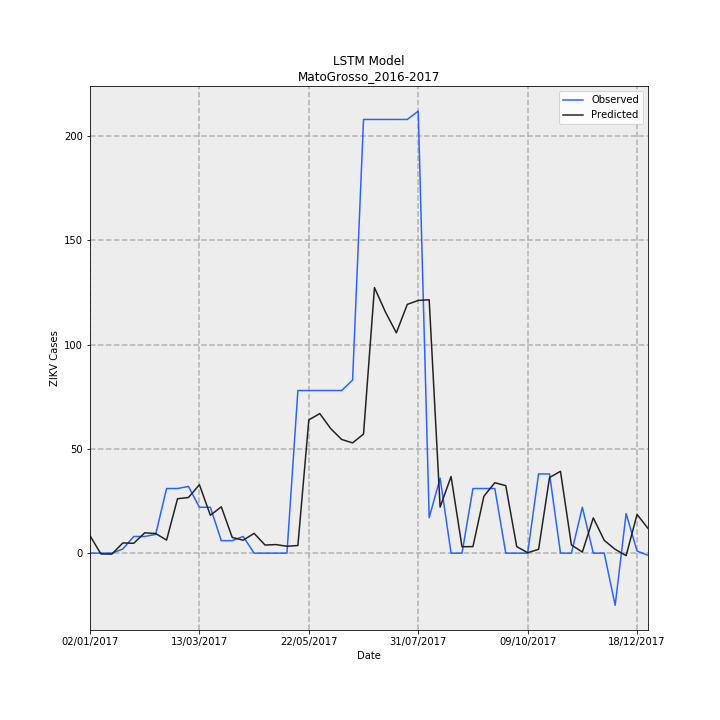 LSTM Model
MatoGrosso_2016-2017
Observed
Predicted
200
150
100
50
0
ZIKV Cases
02/01/2017
13/03/2017
22/05/2017
31/07/2017
09/10/2017
18/12/2017
Date